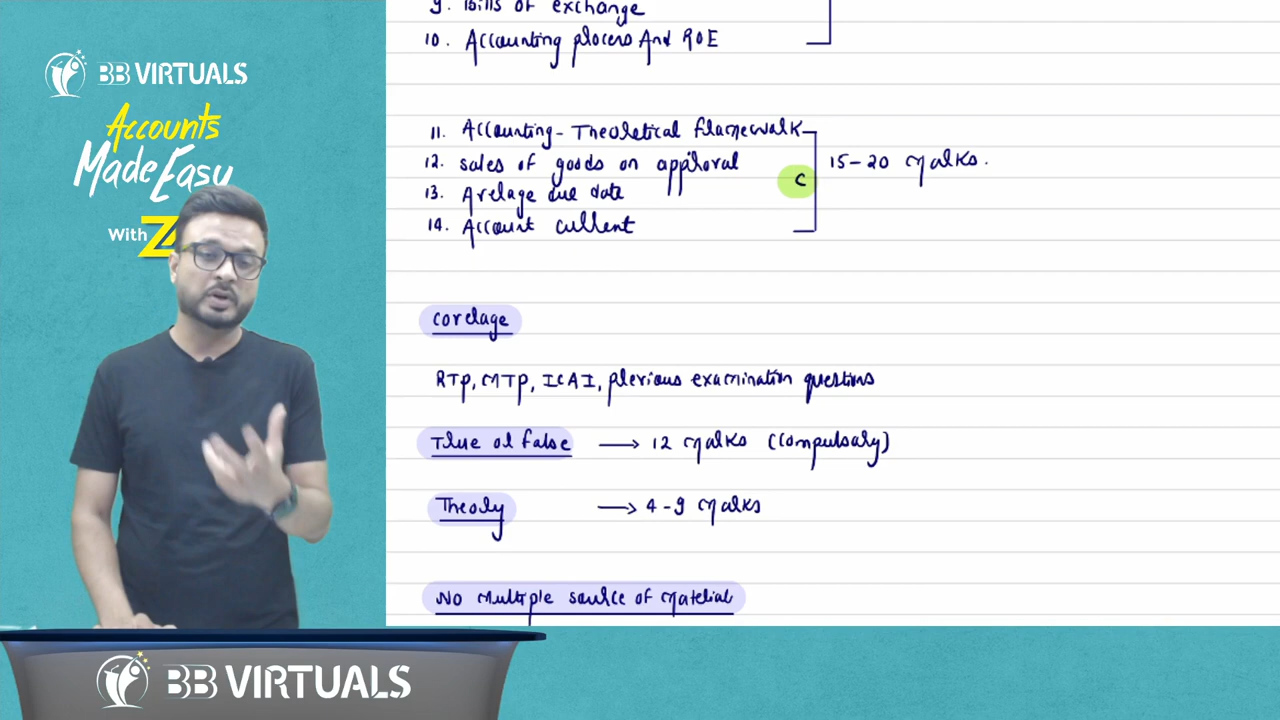 BB VIRTUALS
Accounts
Made Easy
With Z
9. Bills of exchange
10. Accounting process And ROE
11. Accounting - Theoretical framework
12. sales of goods on approval
13. Average due date
14. Account current
C
15-20 Marks.
Coverage
RTP, MTP, ICAI, previous examination questions
True or false → 12 Marks (Compulsary)
Theory → 4-9 Marks
No Multiple source of Material
BB VIRTUALS